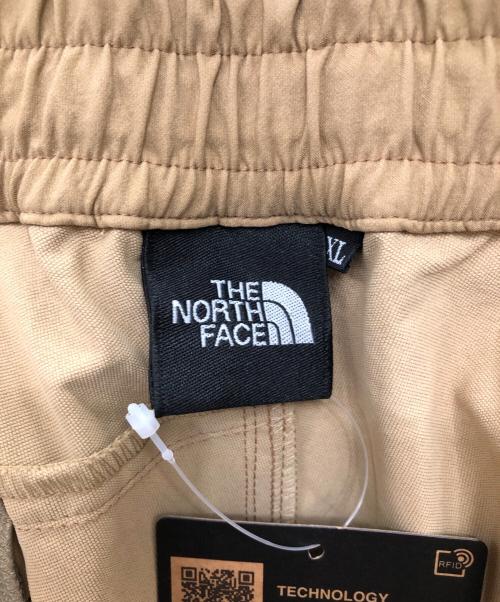 XL
THE
NORTH
FACE
RFID
TECHNOLOGY